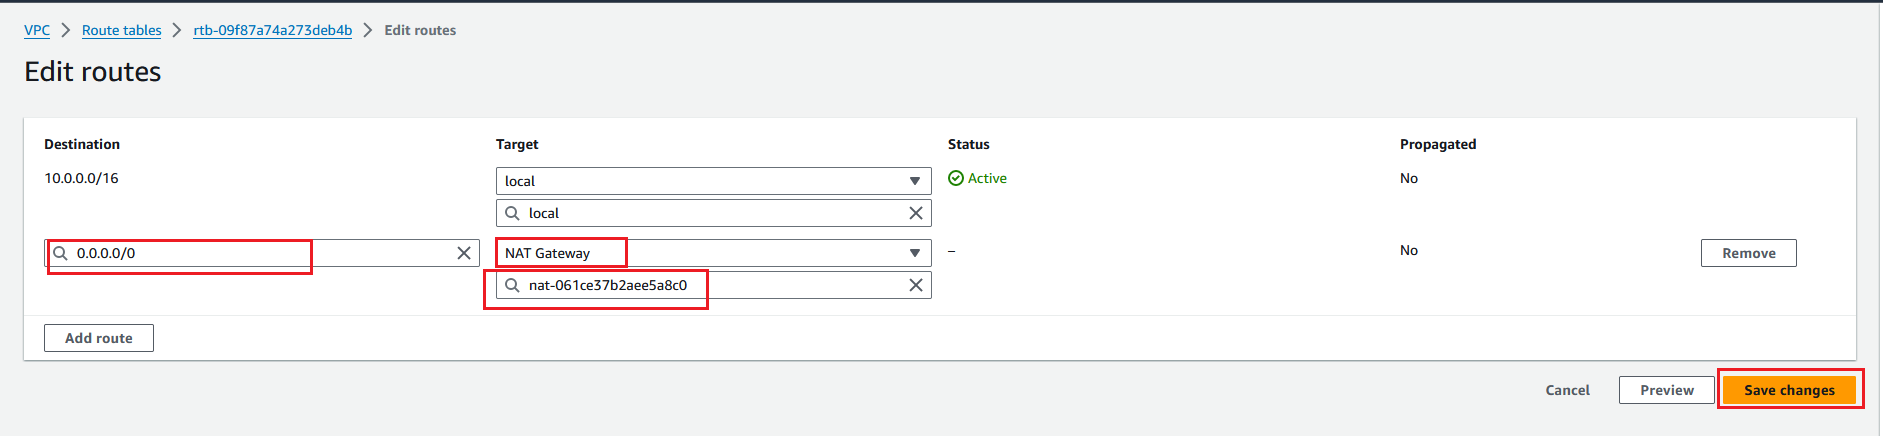 VPC > Route tables > rtb-09f87a74a273deb4b > Edit routes
Edit routes
Destination Target Status Propagated
10.0.0.0/16 local Active No
local
0.0.0.0/0 NAT Gateway – No Remove
nat-061ce37b2aee5a8c0
Add route
Cancel Preview Save changes